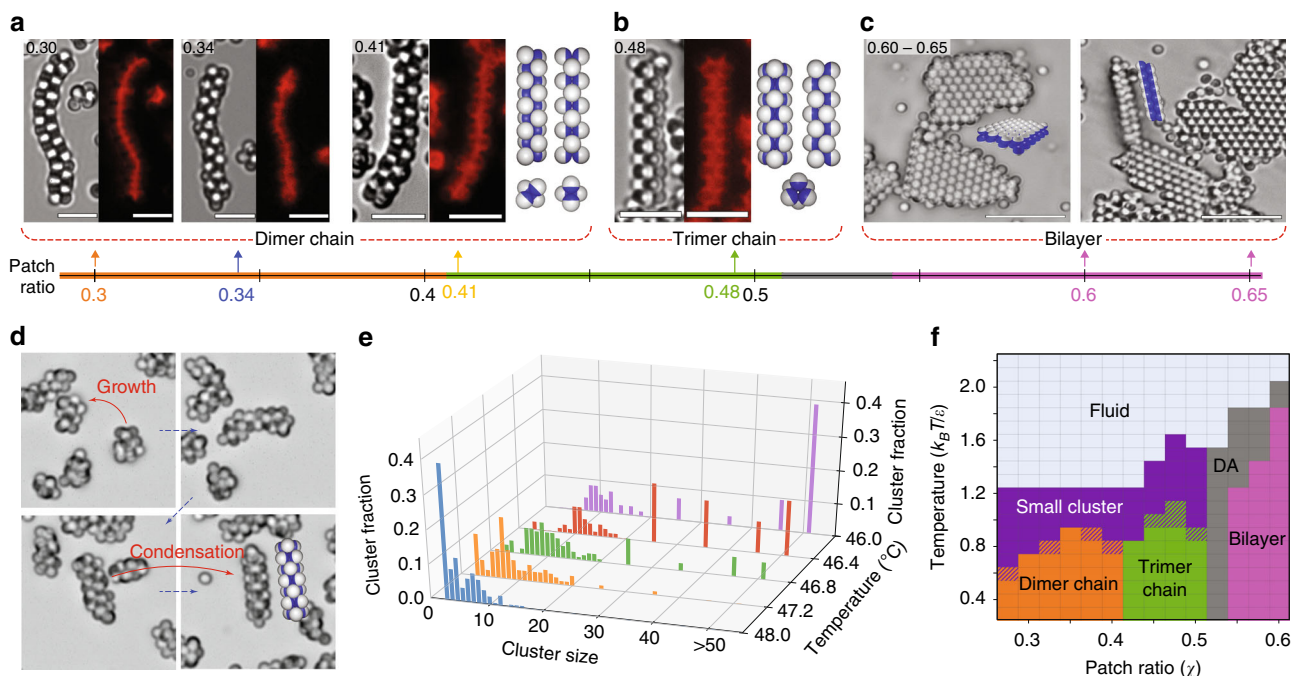 a
b
c
0.30
0.34
0.41
0.48
0.60 – 0.65
Dimer chain
Trimer chain
Bilayer
Patch
ratio
0.3
0.34
0.4
0.41
0.48
0.5
0.6
0.65
d
Growth
Condensation
e
Cluster fraction
0.4
0.3
0.2
0.1
0.0
0
10
20
30
40
>50
Cluster size
48.0
47.2
46.8
46.4
46.0
Temperature (°C)
0.4
0.3
0.2
0.1
Cluster fraction
f
Temperature (k_BT/ε)
2.0
1.6
1.2
0.8
0.4
Fluid
DA
Small cluster
Bilayer
Dimer chain
Trimer
chain
0.3
0.4
0.5
0.6
Patch ratio (χ)